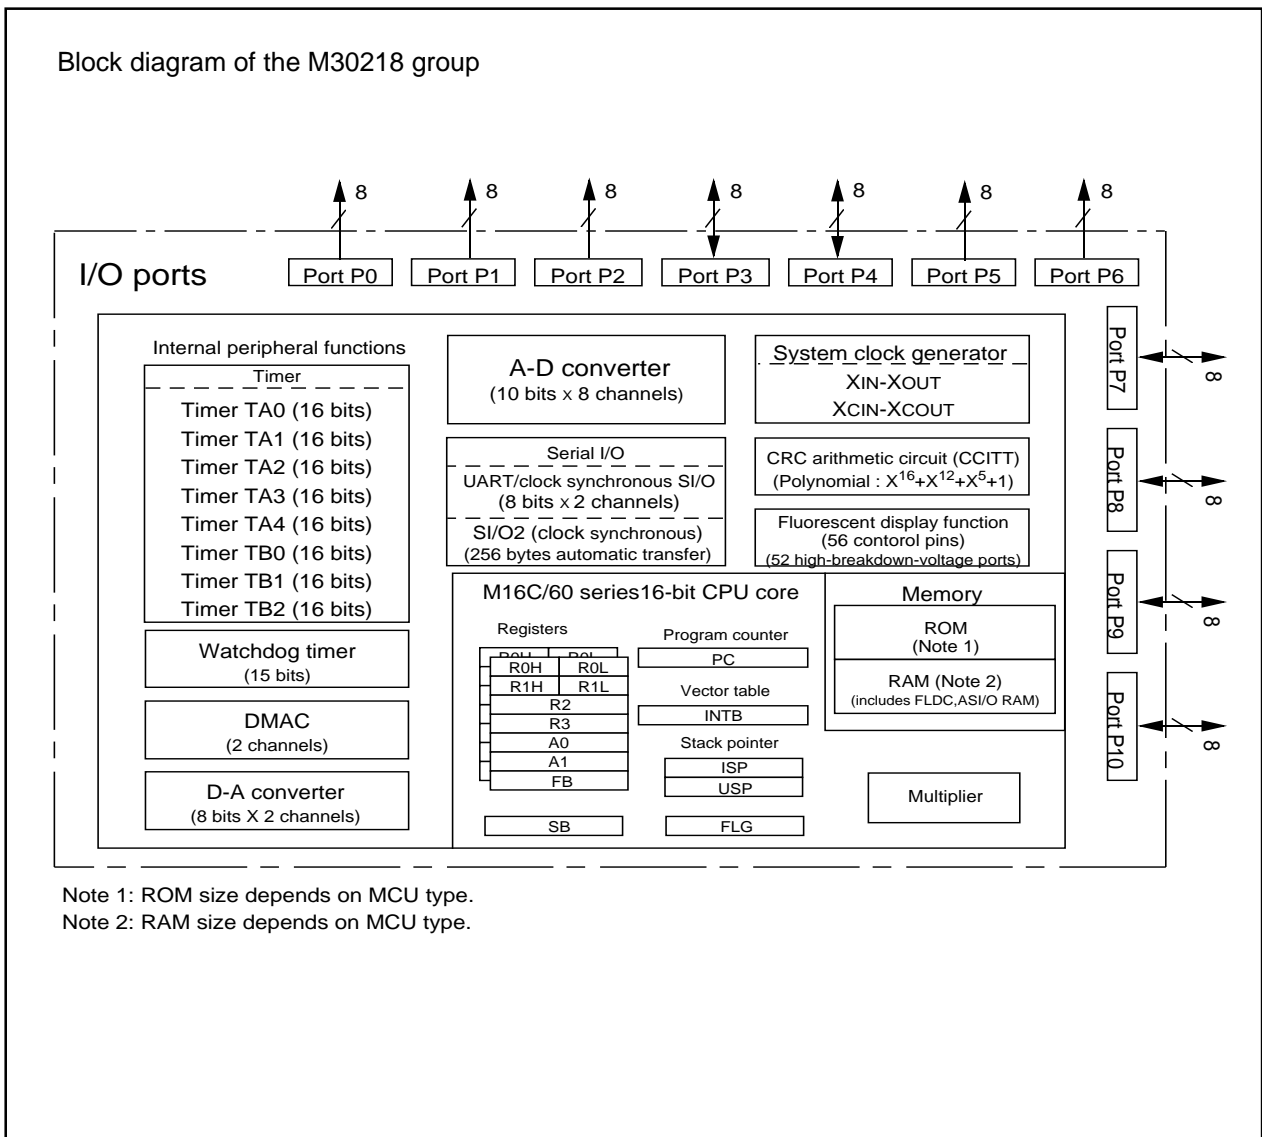 Block diagram of the M30218 group
8 8 8 8 8 8 8
I/O ports
Port P0 Port P1 Port P2 Port P3 Port P4 Port P5 Port P6
Port P7
8
Port P8
8
Port P9
8
Port P10
8
Internal peripheral functions
Timer
Timer TA0 (16 bits)
Timer TA1 (16 bits)
Timer TA2 (16 bits)
Timer TA3 (16 bits)
Timer TA4 (16 bits)
Timer TB0 (16 bits)
Timer TB1 (16 bits)
Timer TB2 (16 bits)
Watchdog timer
(15 bits)
DMAC
(2 channels)
D-A converter
(8 bits X 2 channels)
A-D converter
(10 bits x 8 channels)
Serial I/O
UART/clock synchronous SI/O
(8 bits x 2 channels)
SI/O2 (clock synchronous)
(256 bytes automatic transfer)
System clock generator
XIN-XOUT
XCIN-XCOUT
CRC arithmetic circuit (CCITT)
(Polynomial : X16+X12+X5+1)
Fluorescent display function
(56 contorol pins)
(52 high-breakdown-voltage ports)
M16C/60 series16-bit CPU core
Registers
R0H R0L
R0H R0L
R1H R1L
R2
R3
A0
A1
FB
SB
Program counter
PC
Vector table
INTB
Stack pointer
ISP
USP
FLG
Memory
ROM
(Note 1)
RAM (Note 2)
(includes FLDC,ASI/O RAM)
Multiplier
Note 1: ROM size depends on MCU type.
Note 2: RAM size depends on MCU type.